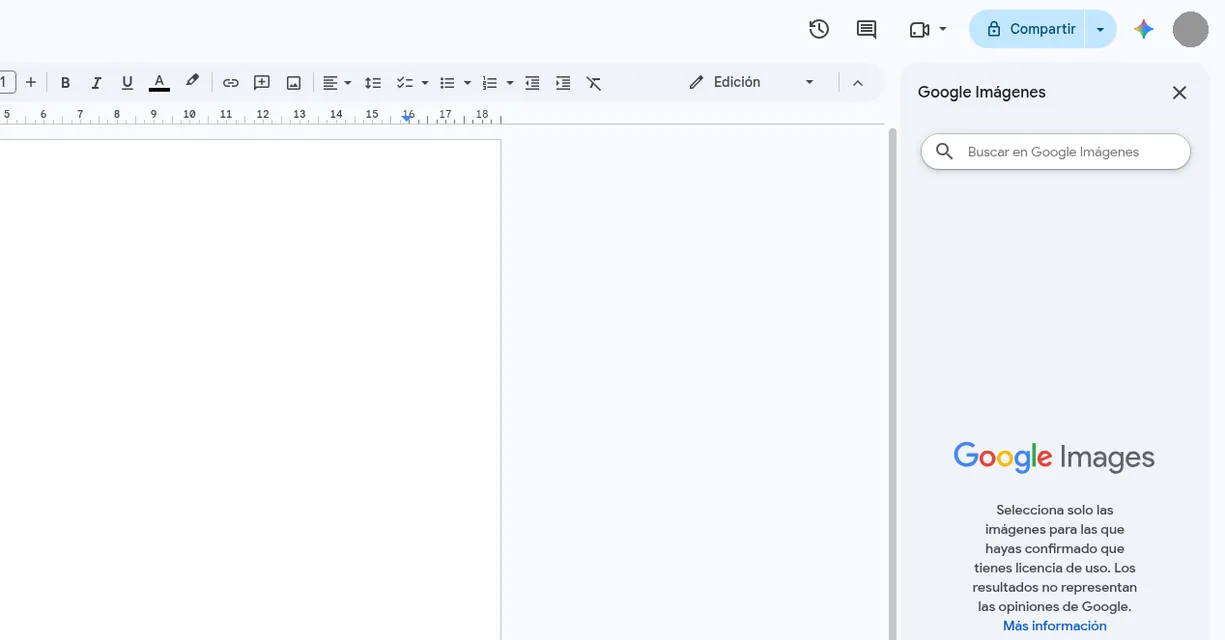 Compartir
1
B I U A
Edición
5 6 7 8 9 10 11 12 13 14 15 16 17 18
Google Imágenes
Buscar en Google Imágenes
Google Images
Selecciona solo las
imágenes para las que
hayas confirmado que
tienes licencia de uso. Los
resultados no representan
las opiniones de Google.
Más información